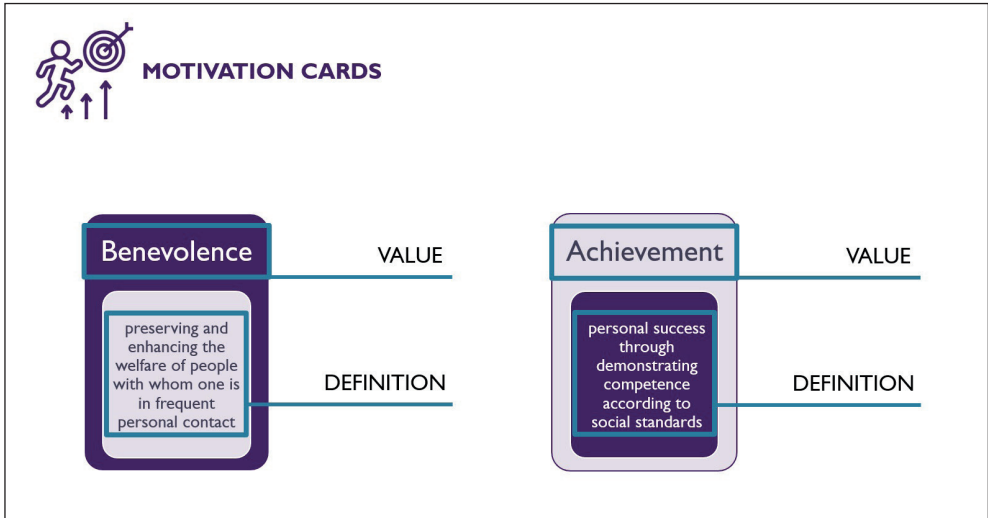 MOTIVATION CARDS
Benevolence
VALUE
preserving and
enhancing the
welfare of people
with whom one is
in frequent
personal contact
DEFINITION
Achievement
VALUE
personal success
through
demonstrating
competence
according to
social standards
DEFINITION